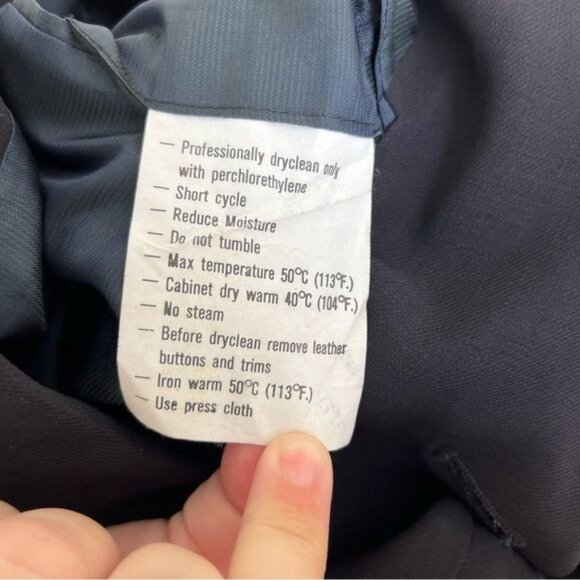 — Professionally dryclean only
with perchlorethylene
— Short cycle
— Reduce Moisture
— Do not tumble
— Max temperature 50°C (113°F.)
— Cabinet dry warm 40°C (104°F.)
— No steam
— Before dryclean remove leather
buttons and trims
— Iron warm 50°C (113°F.)
— Use press cloth